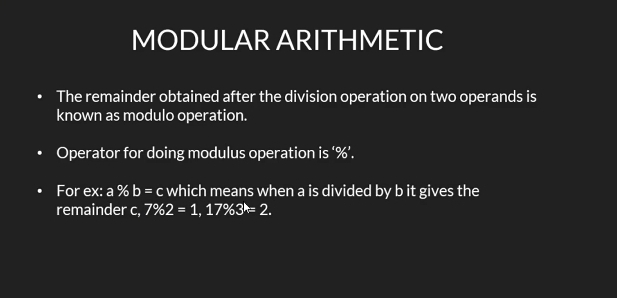 MODULAR ARITHMETIC
• The remainder obtained after the division operation on two operands is
known as modulo operation.
• Operator for doing modulus operation is ‘%’.
• For ex: a % b = c which means when a is divided by b it gives the
remainder c, 7%2 = 1, 17%3 = 2.